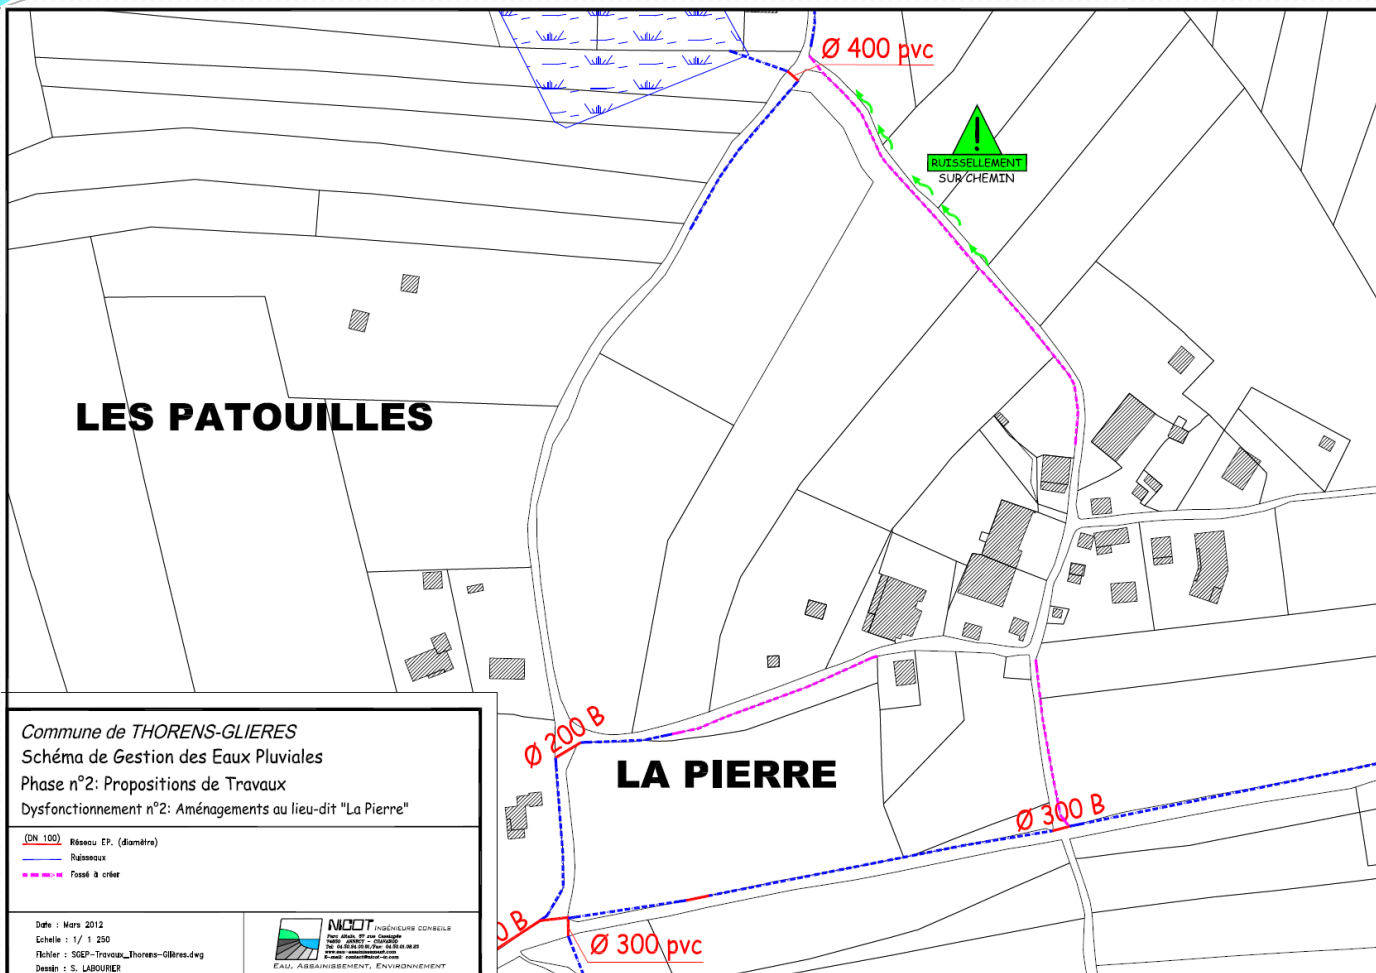 Ø 400 pvc
!
RUISSELLEMENT
SUR CHEMIN
LES PATOUILLES
Ø 200 B
LA PIERRE
Ø 300 B
0 B
Ø 300 pvc
Commune de THORENS-GLIERES
Schéma de Gestion des Eaux Pluviales
Phase n°2: Propositions de Travaux
Dysfonctionnement n°2: Aménagements au lieu-dit "La Pierre"
(DN 100) Réseau EP. (diamètre)
Ruisseaux
Fossé à créer
Date : Mars 2012
Echelle : 1/ 1 250
Fichier : SGEP-Travaux_Thorens-Glières.dwg
Dessin : S. LABOURIER
NICOT INGÉNIEURS CONSEILS
EAU, ASSAINISSEMENT, ENVIRONNEMENT